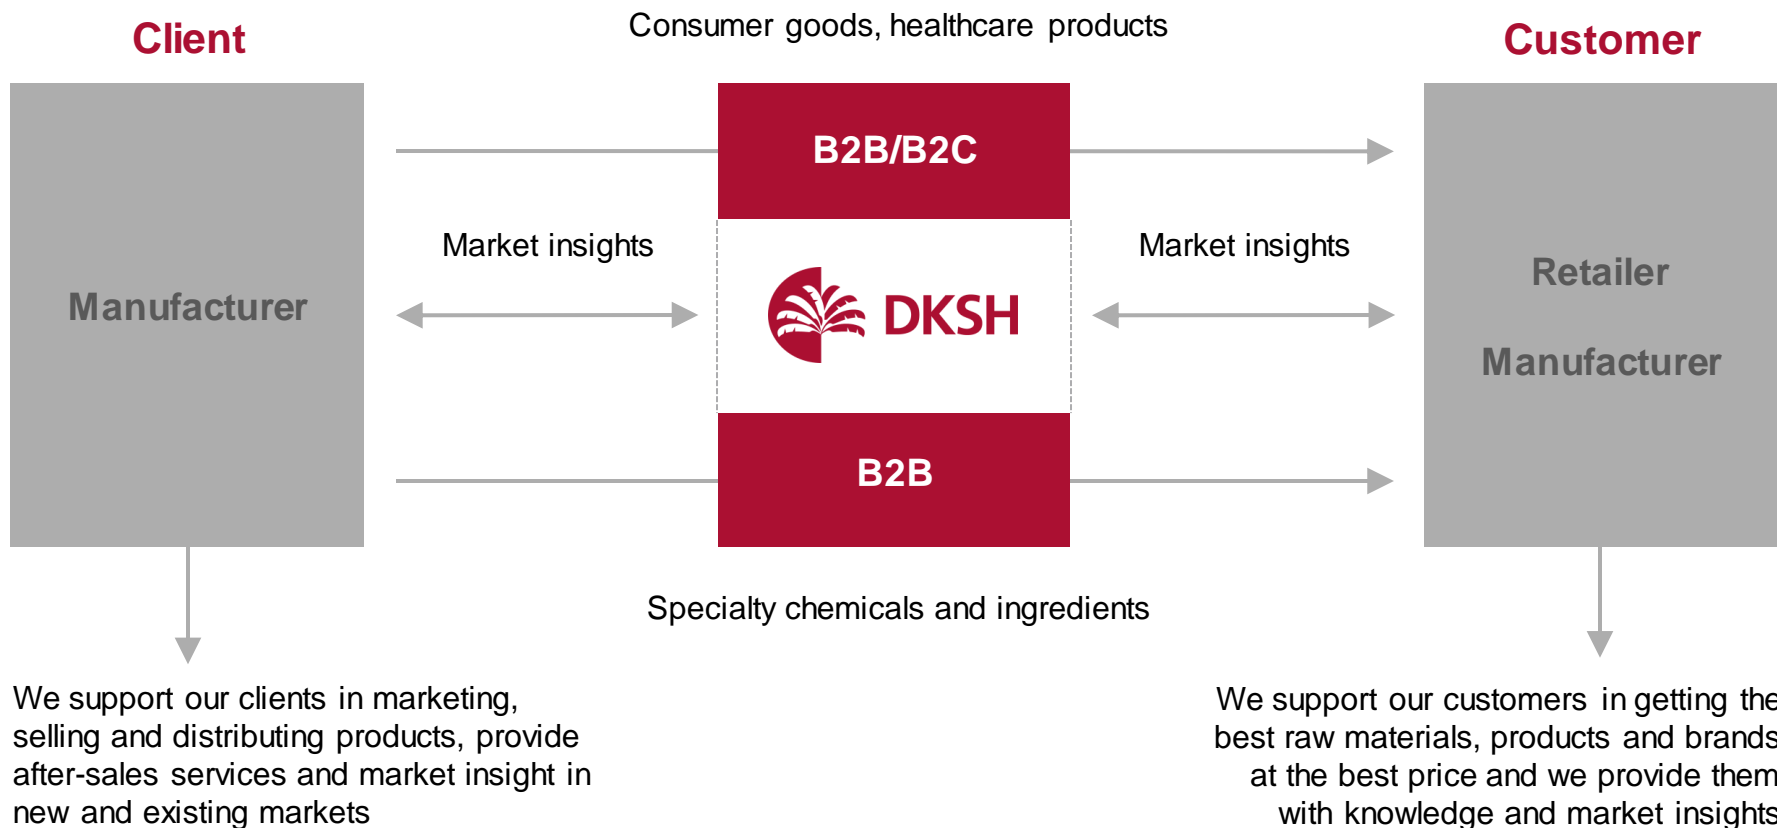 Client
Consumer goods, healthcare products
Customer
B2B/B2C
Market insights
Market insights
Manufacturer
DKSH
Retailer
Manufacturer
B2B
Specialty chemicals and ingredients
We support our clients in marketing,
selling and distributing products, provide
after-sales services and market insight in
new and existing markets
We support our customers in getting the
best raw materials, products and brands
at the best price and we provide them
with knowledge and market insights